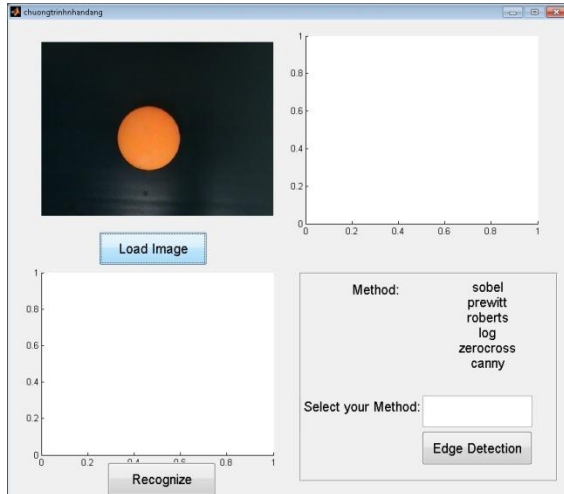 chuongtrinhnhandang
1
0.8
0.6
0.4
0.2
0
0 0.2 0.4 0.6 0.8 1
Load Image
1
0.8
0.6
0.4
0.2
0
0 0.2 0.4 0.6 0.8 1
Recognize
Method:
sobel
prewitt
roberts
log
zerocross
canny
Select your Method:
Edge Detection